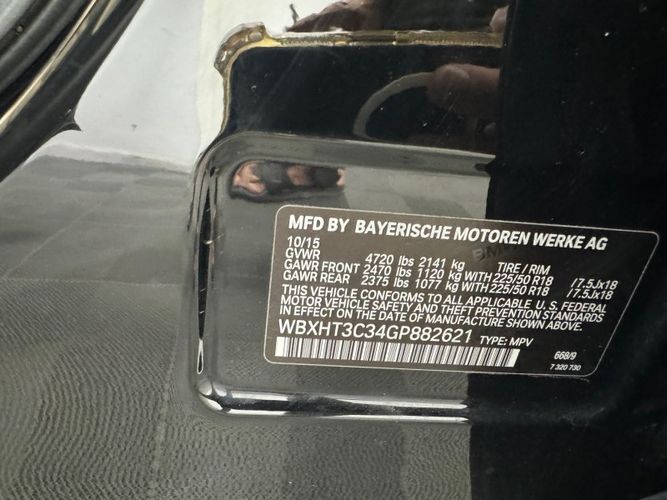 MFD BY BAYERISCHE MOTOREN WERKE AG
10/15
GVWR 4720 lbs 2141 kg TIRE / RIM
GAWR FRONT 2470 lbs 1120 kg WITH 225/50 R18 /7.5Jx18
GAWR REAR 2375 lbs 1077 kg WITH 225/50 R18 /7.5Jx18
THIS VEHICLE CONFORMS TO ALL APPLICABLE U.S. FEDERAL
MOTOR VEHICLE SAFETY AND THEFT PREVENTION STANDARDS
IN EFFECT ON THE DATE OF MANUFACTURE SHOWN ABOVE
WBXHT3C34GP882621 TYPE: MPV
668/9
7 320 730